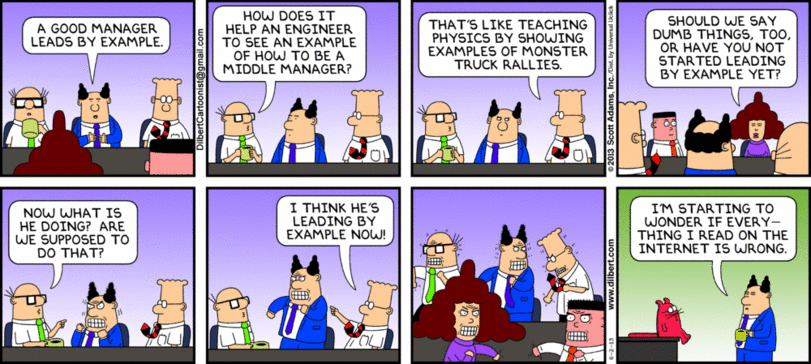 A GOOD MANAGER
LEADS BY EXAMPLE.
DilbertCartoonist@gmail.com
HOW DOES IT
HELP AN ENGINEER
TO SEE AN EXAMPLE
OF HOW TO BE A
MIDDLE MANAGER?
THAT'S LIKE TEACHING
PHYSICS BY SHOWING
EXAMPLES OF MONSTER
TRUCK RALLIES.
©2013 Scott Adams, Inc. /Dist. by Universal Uclick
SHOULD WE SAY
DUMB THINGS, TOO,
OR HAVE YOU NOT
STARTED LEADING
BY EXAMPLE YET?
NOW WHAT IS
HE DOING? ARE
WE SUPPOSED TO
DO THAT?
I THINK HE'S
LEADING BY
EXAMPLE NOW!
6-2-13
www.dilbert.com
I'M STARTING TO
WONDER IF EVERY-
THING I READ ON THE
INTERNET IS WRONG.